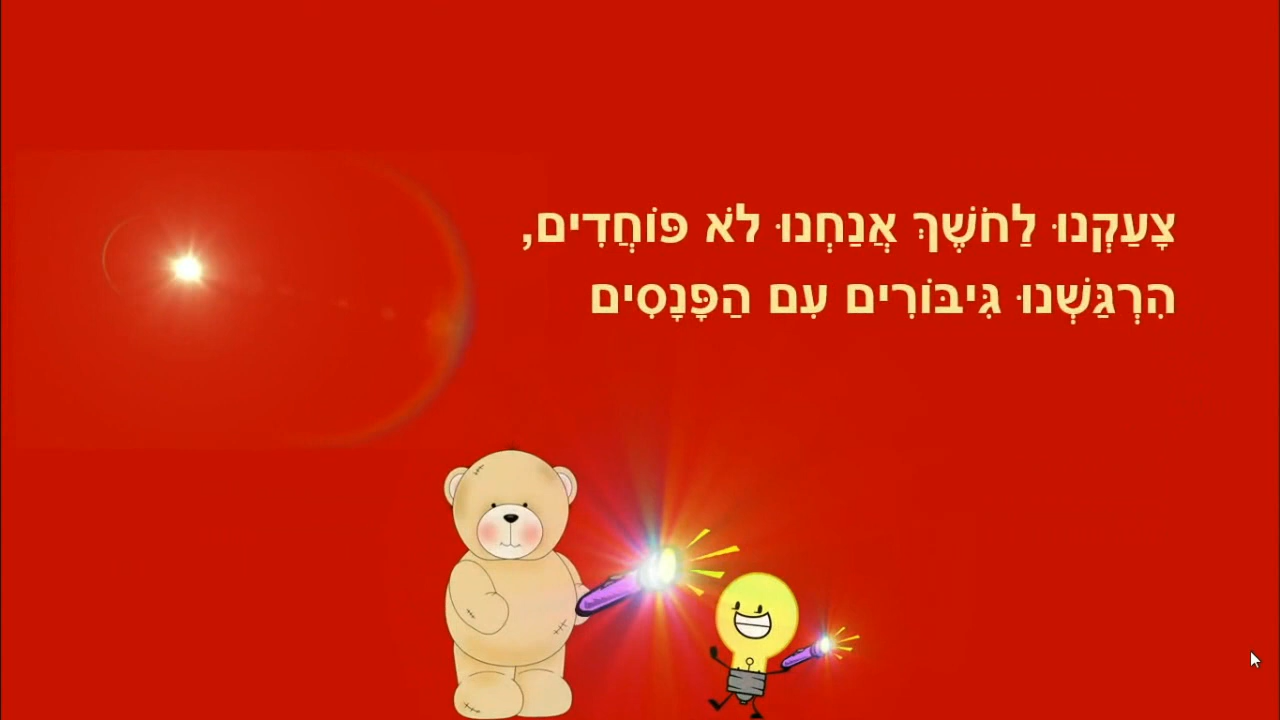 צָעַקְנוּ לַחֹשֶׁךְ אֲנַחְנוּ לֹא פּוֹחֲדִים,
הִרְגַּשְׁנוּ גִּיבּוֹרִים עִם הַפָּנָסִים